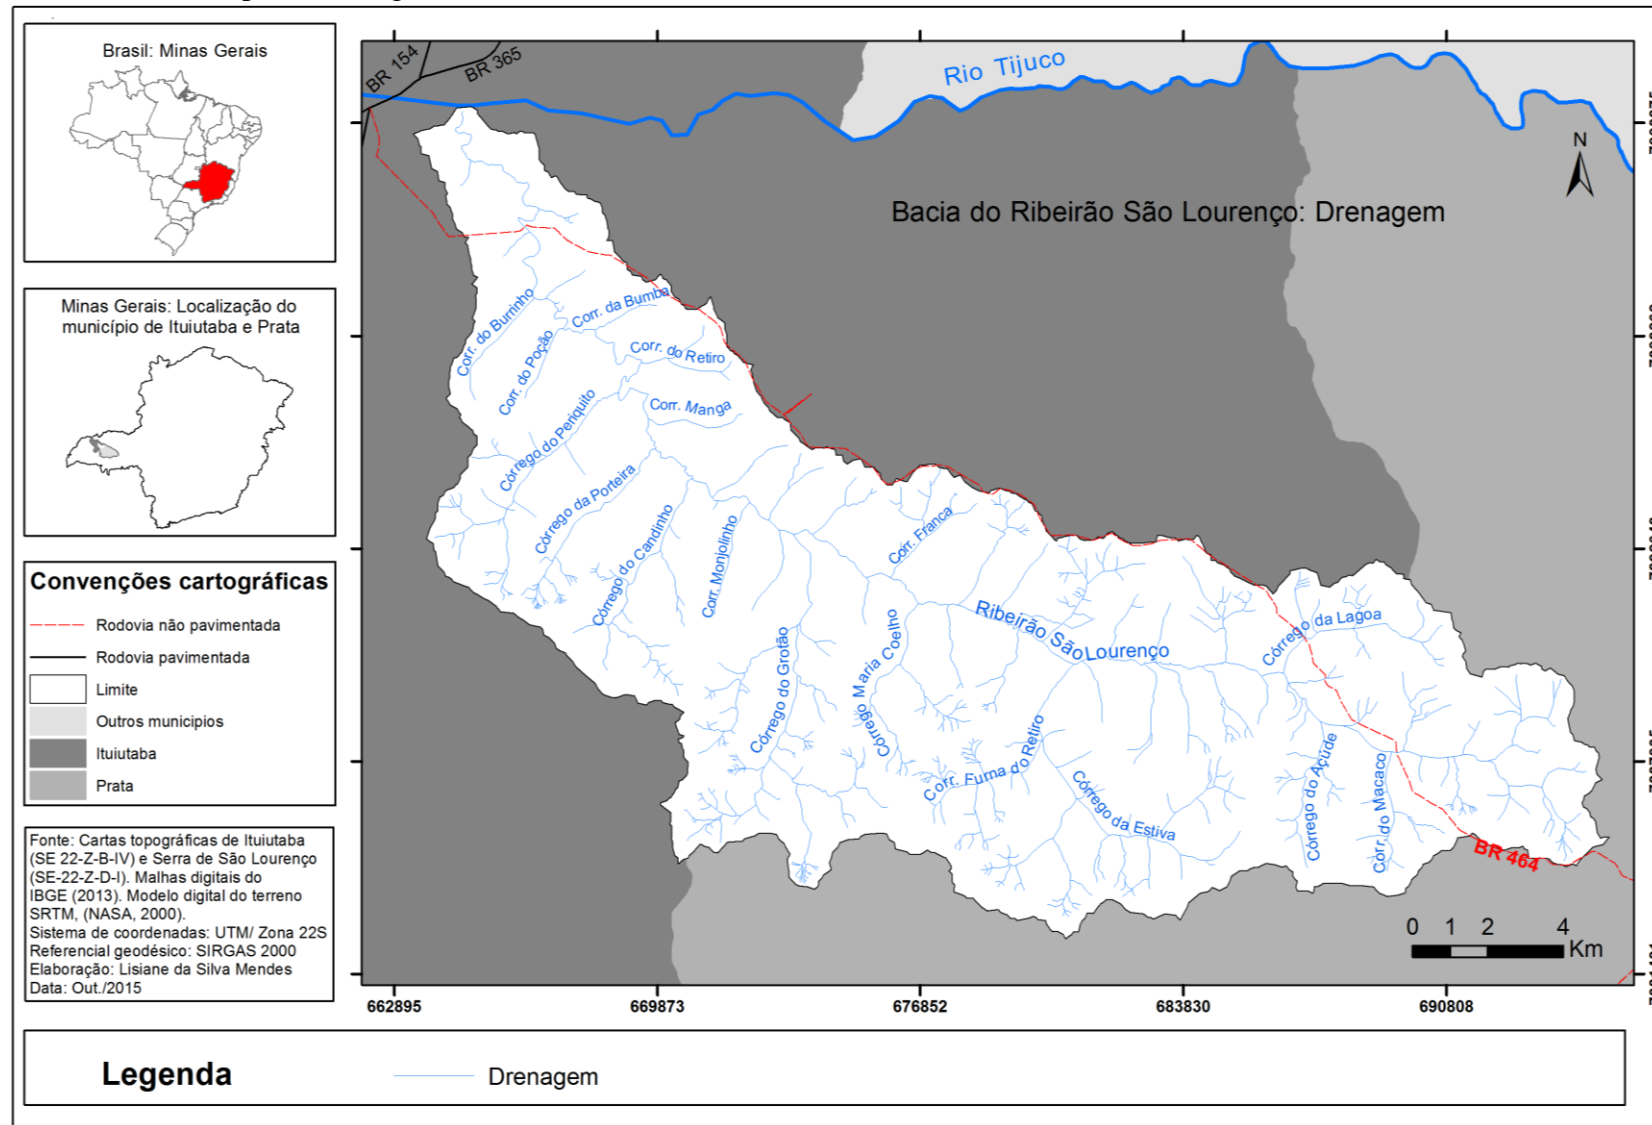 Brasil: Minas Gerais
Minas Gerais: Localização do
município de Ituiutaba e Prata
Convenções cartográficas
Rodovia não pavimentada
Rodovia pavimentada
Limite
Outros municipios
Ituiutaba
Prata
Fonte: Cartas topográficas de Ituiutaba
(SE 22-Z-B-IV) e Serra de São Lourenço
(SE-22-Z-D-I). Malhas digitais do
IBGE (2013). Modelo digital do terreno
SRTM, (NASA, 2000).
Sistema de coordenadas: UTM/ Zona 22S
Referencial geodésico: SIRGAS 2000
Elaboração: Lisiane da Silva Mendes
Data: Out./2015
BR 154
BR 365
Rio Tijuco
N
Bacia do Ribeirão São Lourenço: Drenagem
Corr. do Burrinho
Corr. da Bumba
Corr. do Poção
Corr. do Retiro
Corr. Manga
Córrego do Periquito
Córrego da Porteira
Córrego do Candinho
Corr. Monjolinho
Corr. França
Ribeirão São Lourenço
Córrego da Lagoa
Córrego Maria Coelho
Córrego do Grotão
Corr. Furna do Retiro
Córrego da Estiva
Córrego do Açúde
Corr. do Macaco
BR 464
0 1 2 4
Km
662895 669873 676852 683830 690808
Legenda
Drenagem